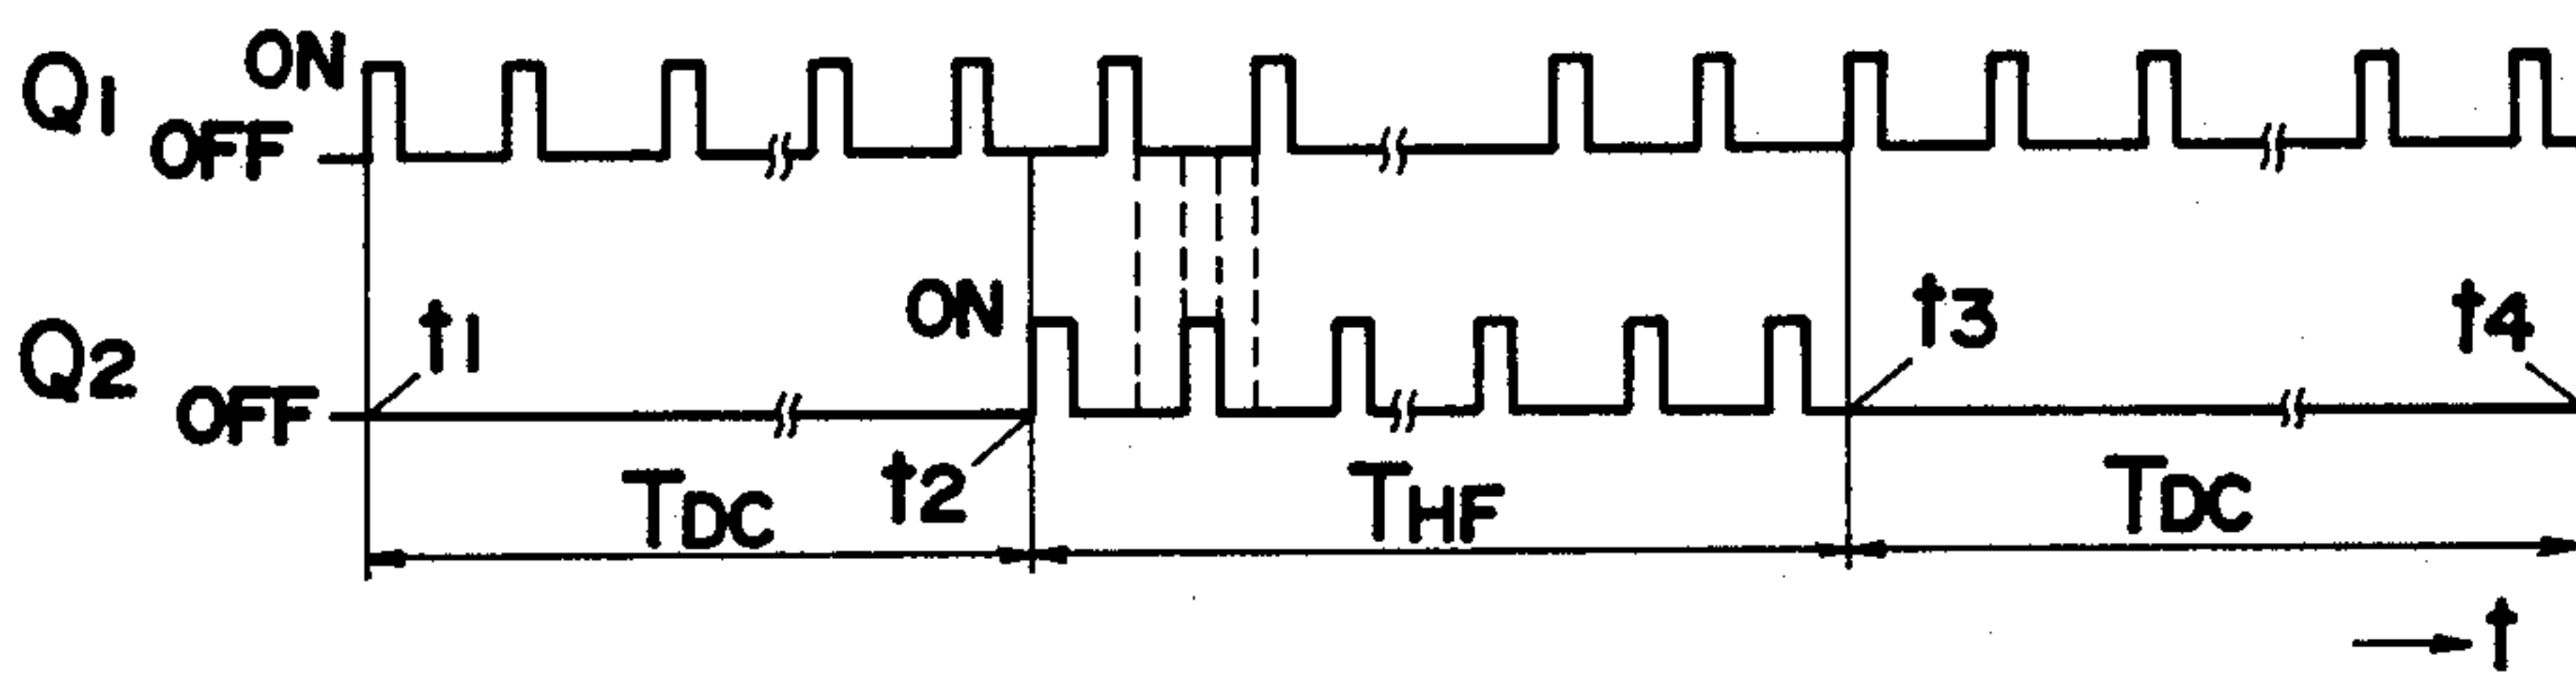 Q1 ON
OFF
Q2 ON
OFF
t1
t2
t3
t4
TDC
THF
TDC
t